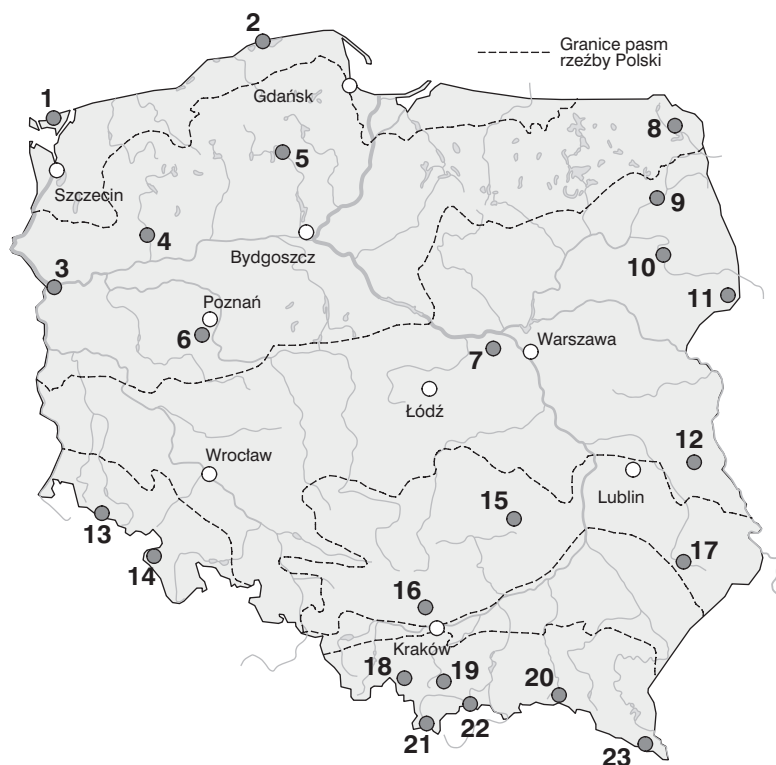 2
Granice pasm
rzeźby Polski
Gdańsk
1
8
5
Szczecin
9
4
Bydgoszcz
10
3
11
Poznań
6
7
Warszawa
Łódź
12
Wrocław
Lublin
15
13
17
14
16
Kraków
18
19
20
22
21
23